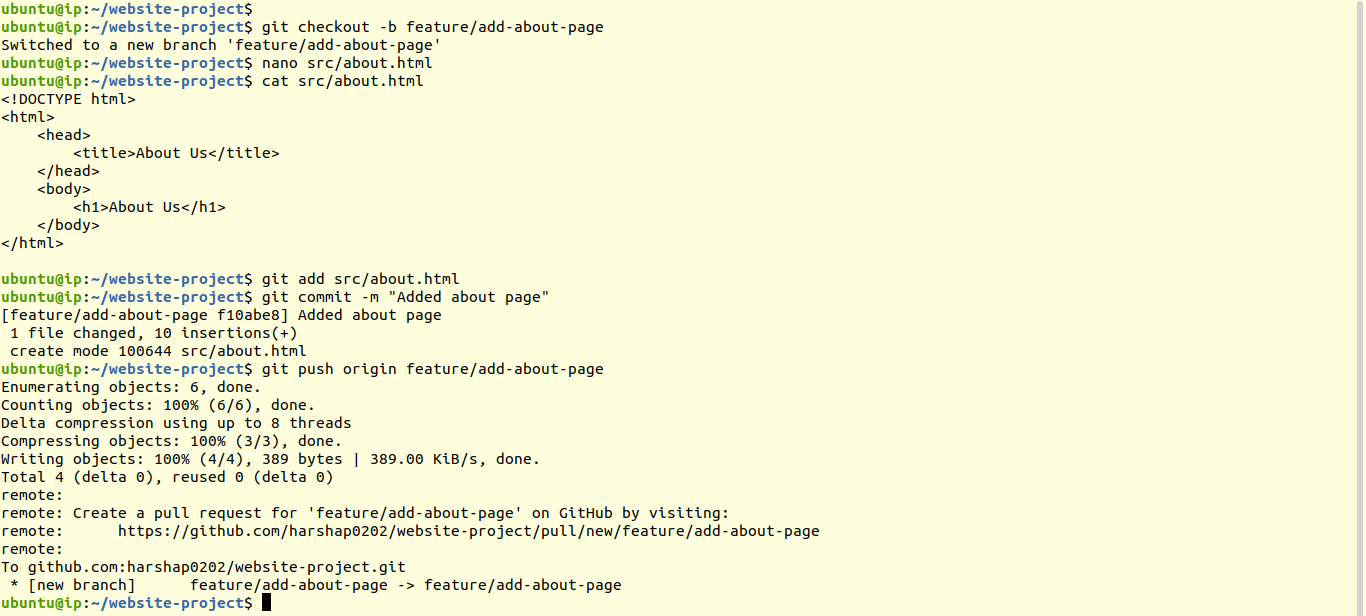 ubuntu@ip:~/website-project$
ubuntu@ip:~/website-project$ git checkout -b feature/add-about-page
Switched to a new branch 'feature/add-about-page'
ubuntu@ip:~/website-project$ nano src/about.html
ubuntu@ip:~/website-project$ cat src/about.html
<!DOCTYPE html>
<html>
    <head>
        <title>About Us</title>
    </head>
    <body>
        <h1>About Us</h1>
    </body>
</html>

ubuntu@ip:~/website-project$ git add src/about.html
ubuntu@ip:~/website-project$ git commit -m "Added about page"
[feature/add-about-page f10abe8] Added about page
 1 file changed, 10 insertions(+)
 create mode 100644 src/about.html
ubuntu@ip:~/website-project$ git push origin feature/add-about-page
Enumerating objects: 6, done.
Counting objects: 100% (6/6), done.
Delta compression using up to 8 threads
Compressing objects: 100% (3/3), done.
Writing objects: 100% (4/4), 389 bytes | 389.00 KiB/s, done.
Total 4 (delta 0), reused 0 (delta 0)
remote:
remote: Create a pull request for 'feature/add-about-page' on GitHub by visiting:
remote:      https://github.com/harshap0202/website-project/pull/new/feature/add-about-page
remote:
To github.com:harshap0202/website-project.git
 * [new branch]      feature/add-about-page -> feature/add-about-page
ubuntu@ip:~/website-project$